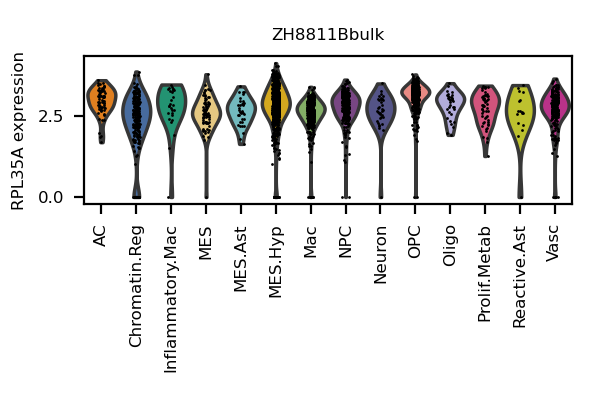 ZH8811Bbulk
RPL35A expression
2.5
0.0
AC
Chromatin.Reg
Inflammatory.Mac
MES
MES.Ast
MES.Hyp
Mac
NPC
Neuron
OPC
Oligo
Prolif.Metab
Reactive.Ast
Vasc